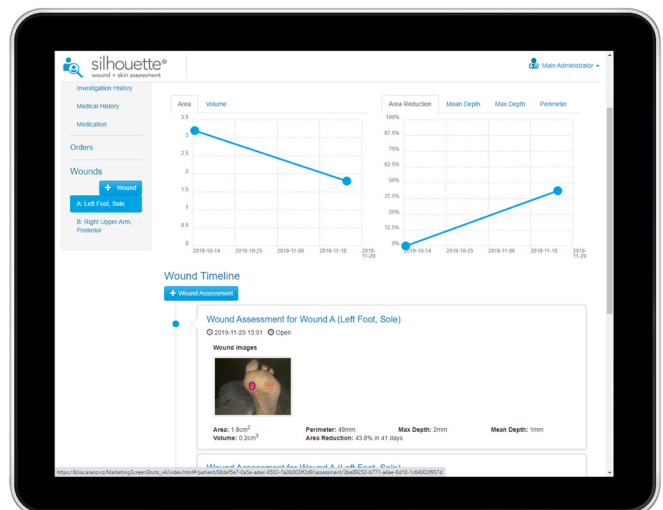 silhouette®
wound + skin assessment
Main Administrator
Investigation History
Medical History
Medication
Orders
Wounds
+ Wound
A: Left Foot, Sole
B: Right Upper Arm, Posterior
Area Volume
3.5
3
2.5
2
1.5
1
0.5
0
2019-10-14 2019-10-25 2019-11-06 2019-11-18 2019-11-29
Area Reduction Mean Depth Max Depth Perimeter
100%
87.5%
75%
62.5%
50%
37.5%
25%
12.5%
0%
2019-10-14 2019-10-25 2019-11-06 2019-11-18 2019-11-29
Wound Timeline
+ Wound Assessment
Wound Assessment for Wound A (Left Foot, Sole)
2019-11-25 13:51 Open
Wound Images
Area: 1.8cm² Perimeter: 49mm Max Depth: 2mm Mean Depth: 1mm
Volume: 0.2cm³ Area Reduction: 43.8% in 41 days
Wound Assessment for Wound A (Left Foot, Sole)